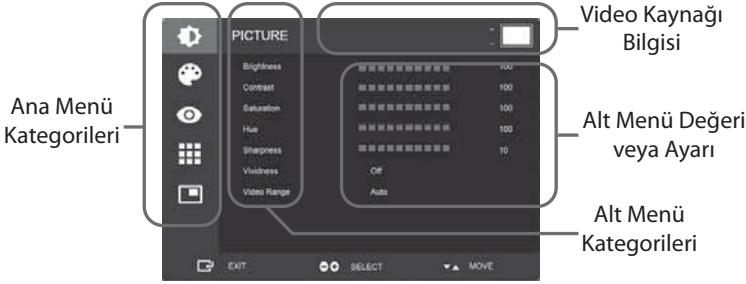 Video Kaynağı
Bilgisi
PICTURE
Brightness 100
Contrast 100
Saturation 100
Hue 100
Sharpness 10
Vividness Off
Video Range Auto
EXIT SELECT MOVE
Ana Menü
Kategorileri
Alt Menü Değeri
veya Ayarı
Alt Menü
Kategorileri